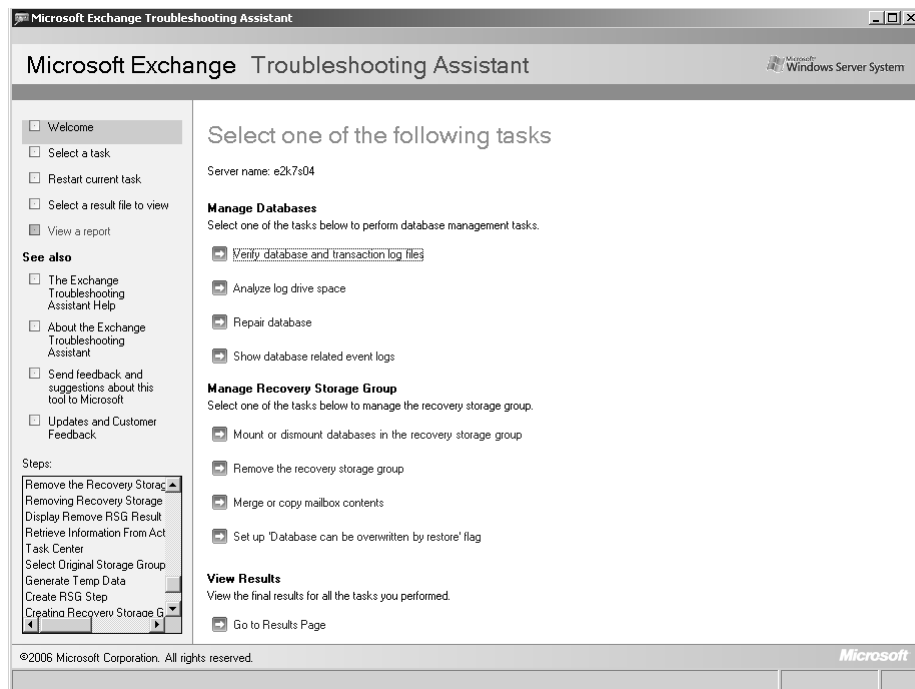 Microsoft Exchange Troubleshooting Assistant
Microsoft Exchange Troubleshooting Assistant
Microsoft
Windows Server System
Welcome
Select a task
Restart current task
Select a result file to view
View a report
See also
The Exchange
Troubleshooting
Assistant Help
About the Exchange
Troubleshooting
Assistant
Send feedback and
suggestions about this
tool to Microsoft
Updates and Customer
Feedback
Steps:
Remove the Recovery Storag
Removing Recovery Storage
Display Remove RSG Result
Retrieve Information From Act
Task Center
Select Original Storage Group
Generate Temp Data
Create RSG Step
Creating Recovery Storage G
Select one of the following tasks
Server name: e2k7s04
Manage Databases
Select one of the tasks below to perform database management tasks.
Verify database and transaction log files
Analyze log drive space
Repair database
Show database related event logs
Manage Recovery Storage Group
Select one of the tasks below to manage the recovery storage group.
Mount or dismount databases in the recovery storage group
Remove the recovery storage group
Merge or copy mailbox contents
Set up 'Database can be overwritten by restore' flag
View Results
View the final results for all the tasks you performed.
Go to Results Page
©2006 Microsoft Corporation. All rights reserved.
Microsoft